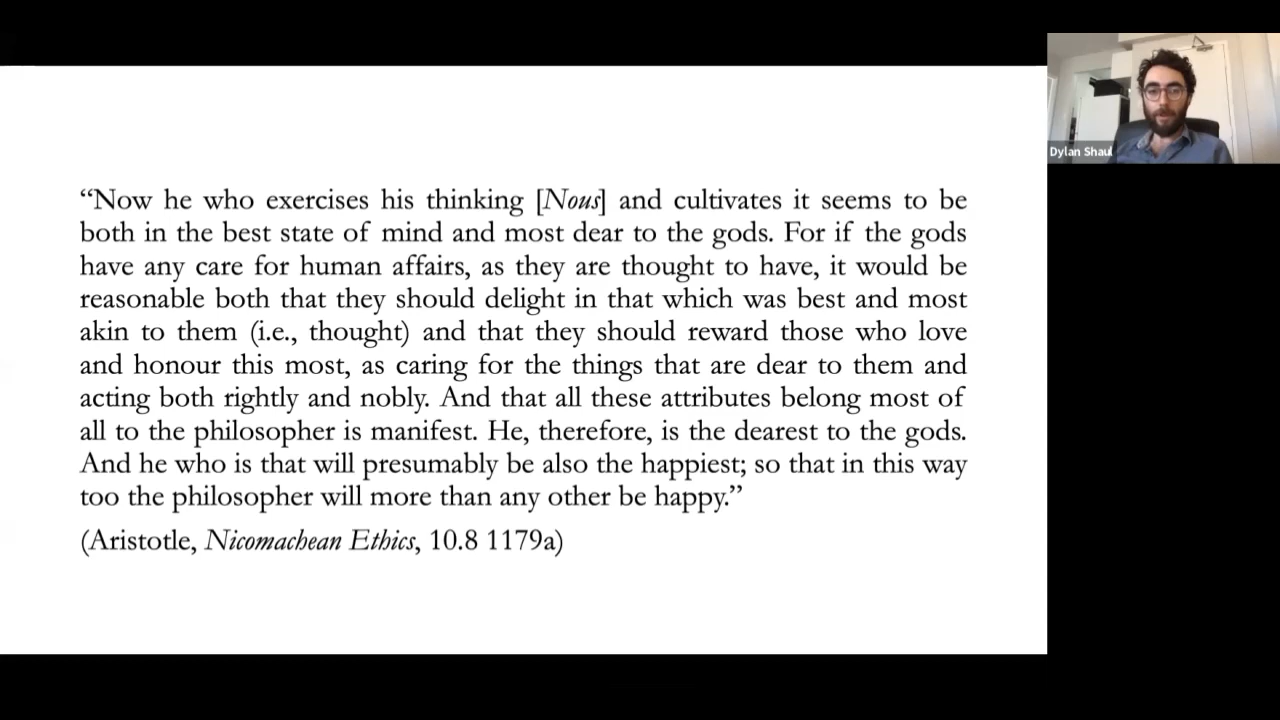 “Now he who exercises his thinking [Nous] and cultivates it seems to be
both in the best state of mind and most dear to the gods. For if the gods
have any care for human affairs, as they are thought to have, it would be
reasonable both that they should delight in that which was best and most
akin to them (i.e., thought) and that they should reward those who love
and honour this most, as caring for the things that are dear to them and
acting both rightly and nobly. And that all these attributes belong most of
all to the philosopher is manifest. He, therefore, is the dearest to the gods.
And he who is that will presumably be also the happiest; so that in this way
too the philosopher will more than any other be happy.”
(Aristotle, Nicomachean Ethics, 10.8 1179a)
Dylan Shaul